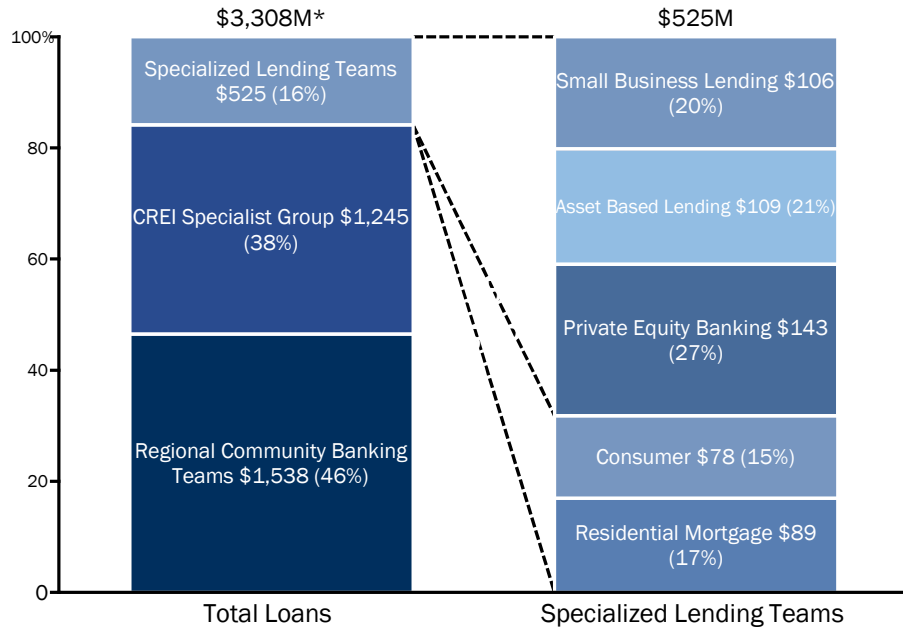 $3,308M*
$525M
100%
80
60
40
20
0
Specialized Lending Teams
$525 (16%)
CREI Specialist Group $1,245
(38%)
Regional Community Banking
Teams $1,538 (46%)
Small Business Lending $106
(20%)
Asset Based Lending $109 (21%)
Private Equity Banking $143
(27%)
Consumer $78 (15%)
Residential Mortgage $89
(17%)
Total Loans
Specialized Lending Teams